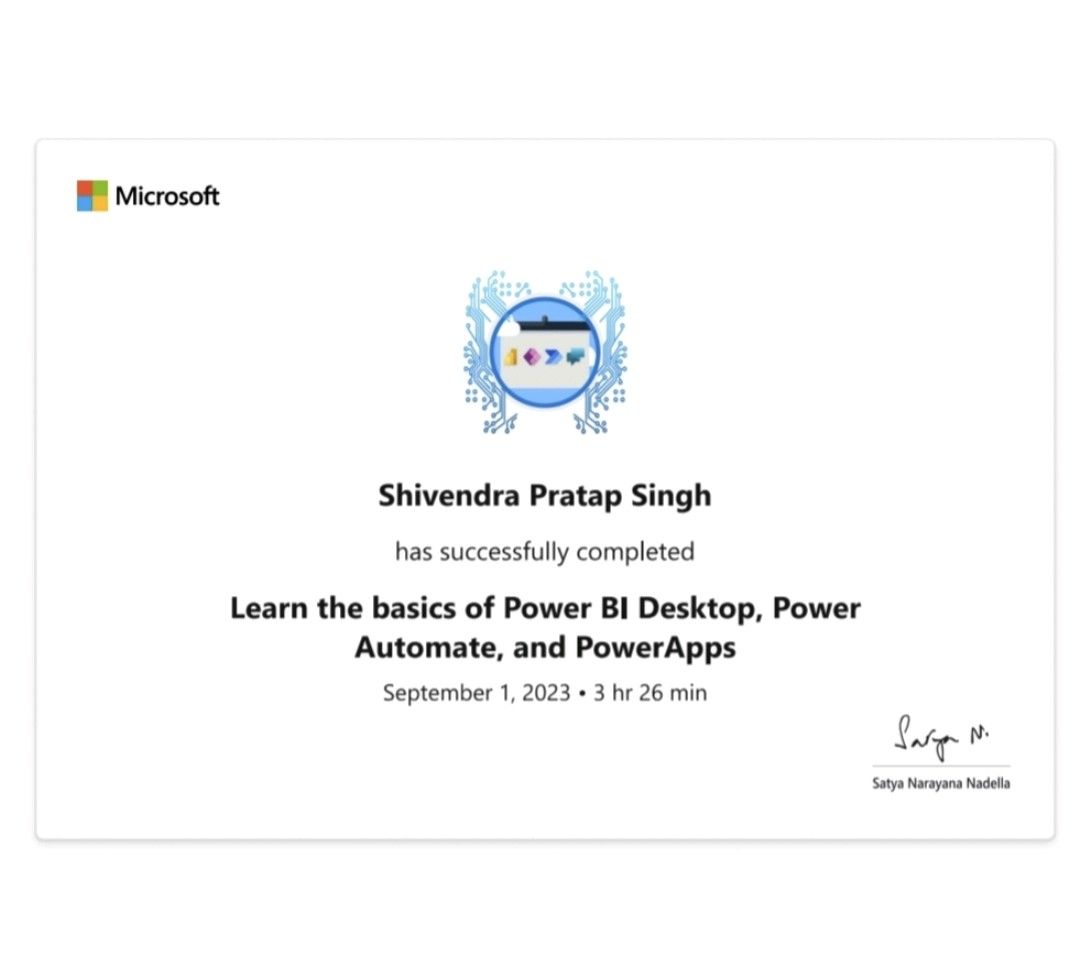 Microsoft
Shivendra Pratap Singh
has successfully completed
Learn the basics of Power BI Desktop, Power
Automate, and PowerApps
September 1, 2023 • 3 hr 26 min
Satya N.
Satya Narayana Nadella